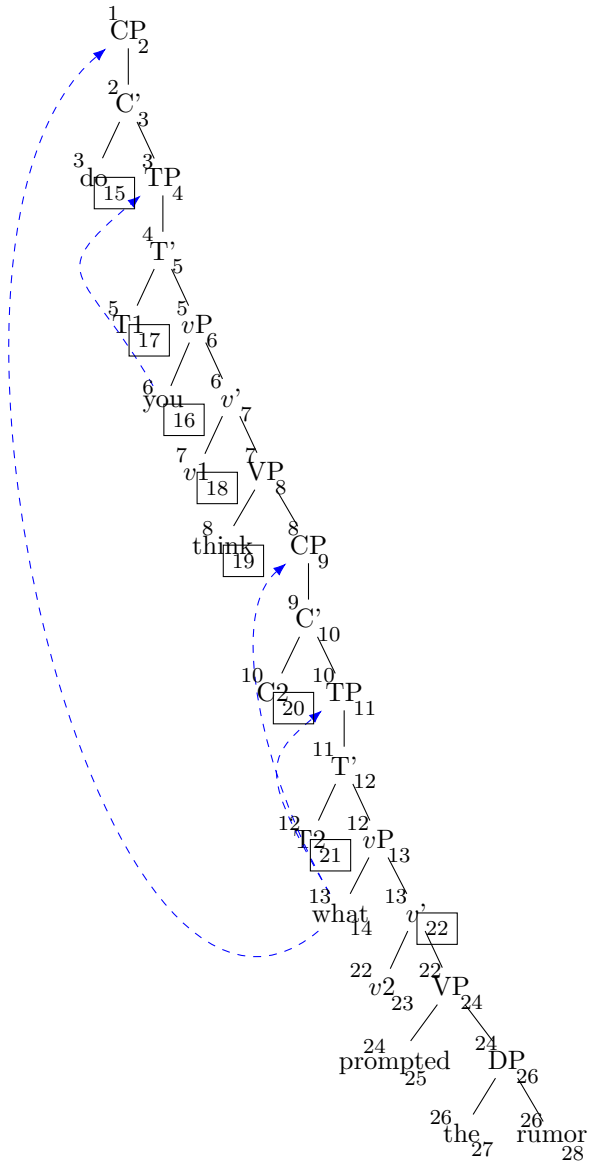 1 CP 2
2 C' 3
3 do 15 3 TP 4
4 T' 5
5 T1 17 5 vP 6
6 you 16 6 v' 7
7 v1 18 7 VP 8
8 think 19 8 CP 9
9 C' 10
10 C2 20 10 TP 11
11 T' 12
12 T2 21 12 vP 13
13 what 14 13 v' 22
22 v2 23 22 VP 24
24 prompted 25 24 DP 26
26 the 27 26 rumor 28